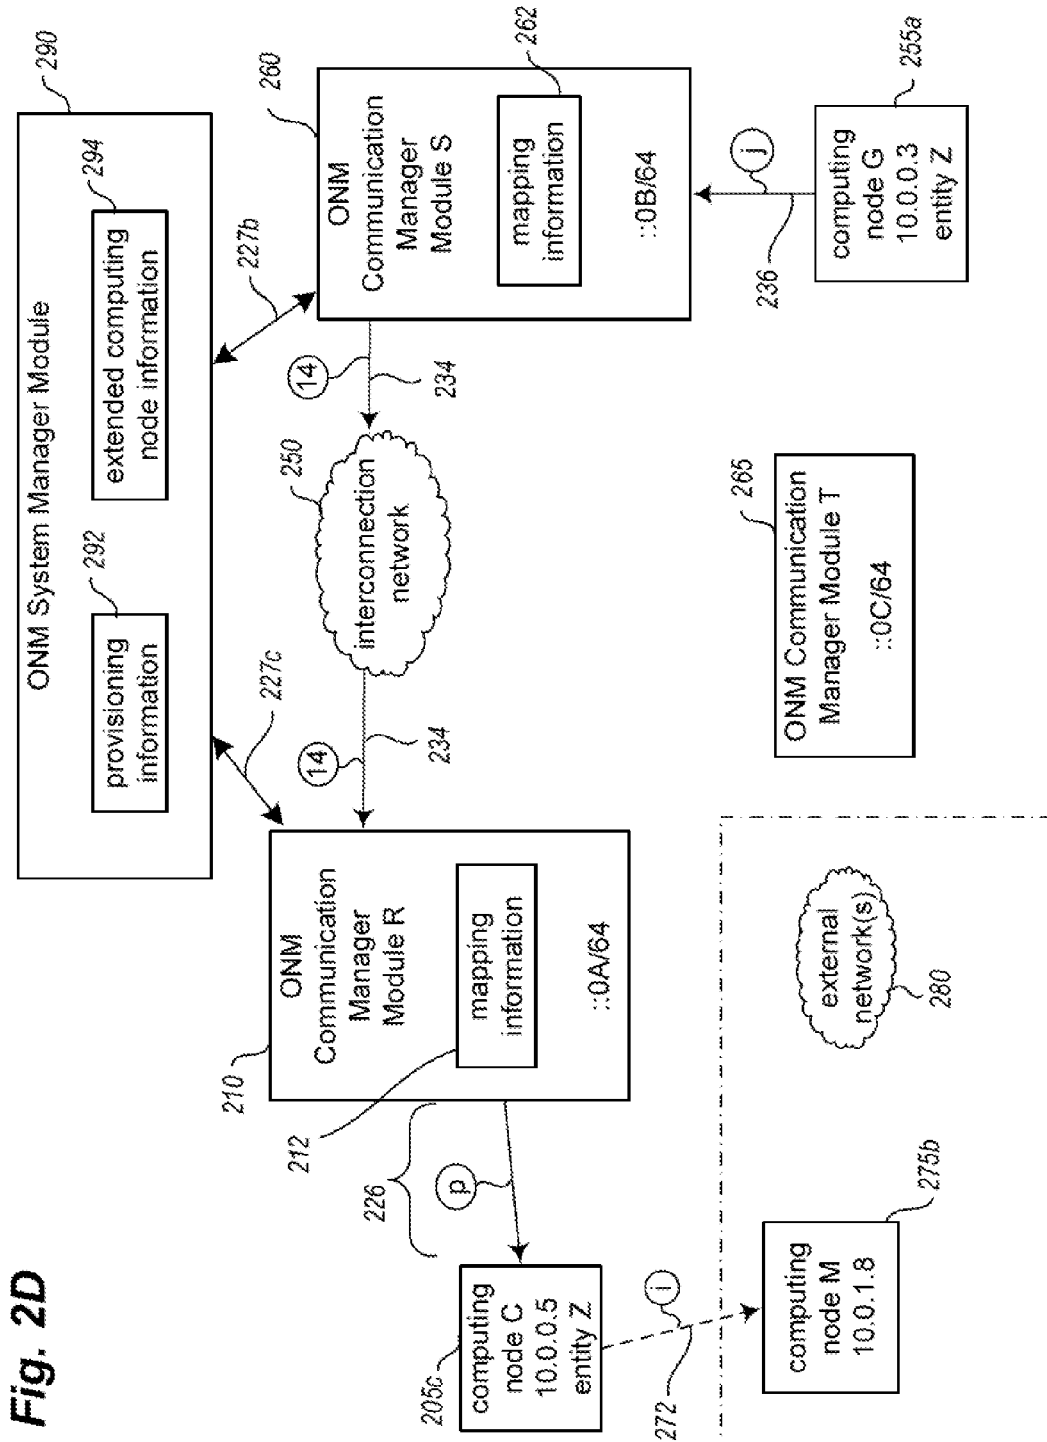 Fig. 2D
ONM System Manager Module
290
provisioning
information
292
extended computing
node information
294
227c
227b
210
ONM
Communication
Manager
Module R
mapping
information
212
::0A/64
14
234
250
interconnection
network
14
234
260
ONM
Communication
Manager
Module S
mapping
information
262
::0B/64
226
p
205c
computing
node C
10.0.0.5
entity Z
272
i
computing
node M
10.0.1.8
275b
external
network(s)
280
ONM Communication
Manager Module T
::0C/64
265
236
j
computing
node G
10.0.0.3
entity Z
255a